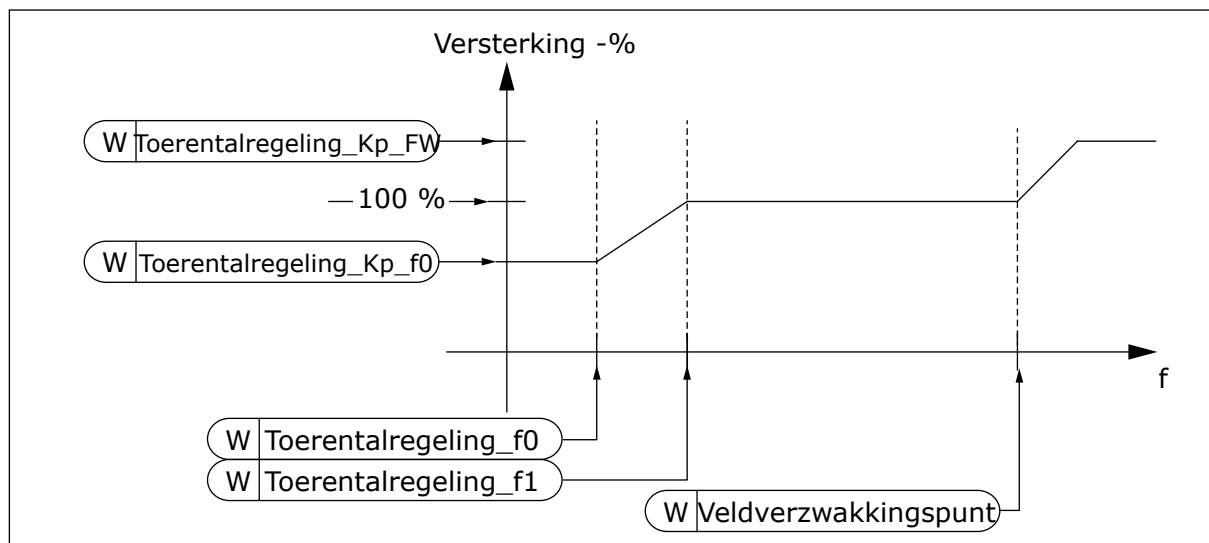 Versterking -%
W Toerentalregeling_Kp_FW
100 %
W Toerentalregeling_Kp_f0
f
W Toerentalregeling_f0
W Toerentalregeling_f1
W Veldverzwakkingspunt